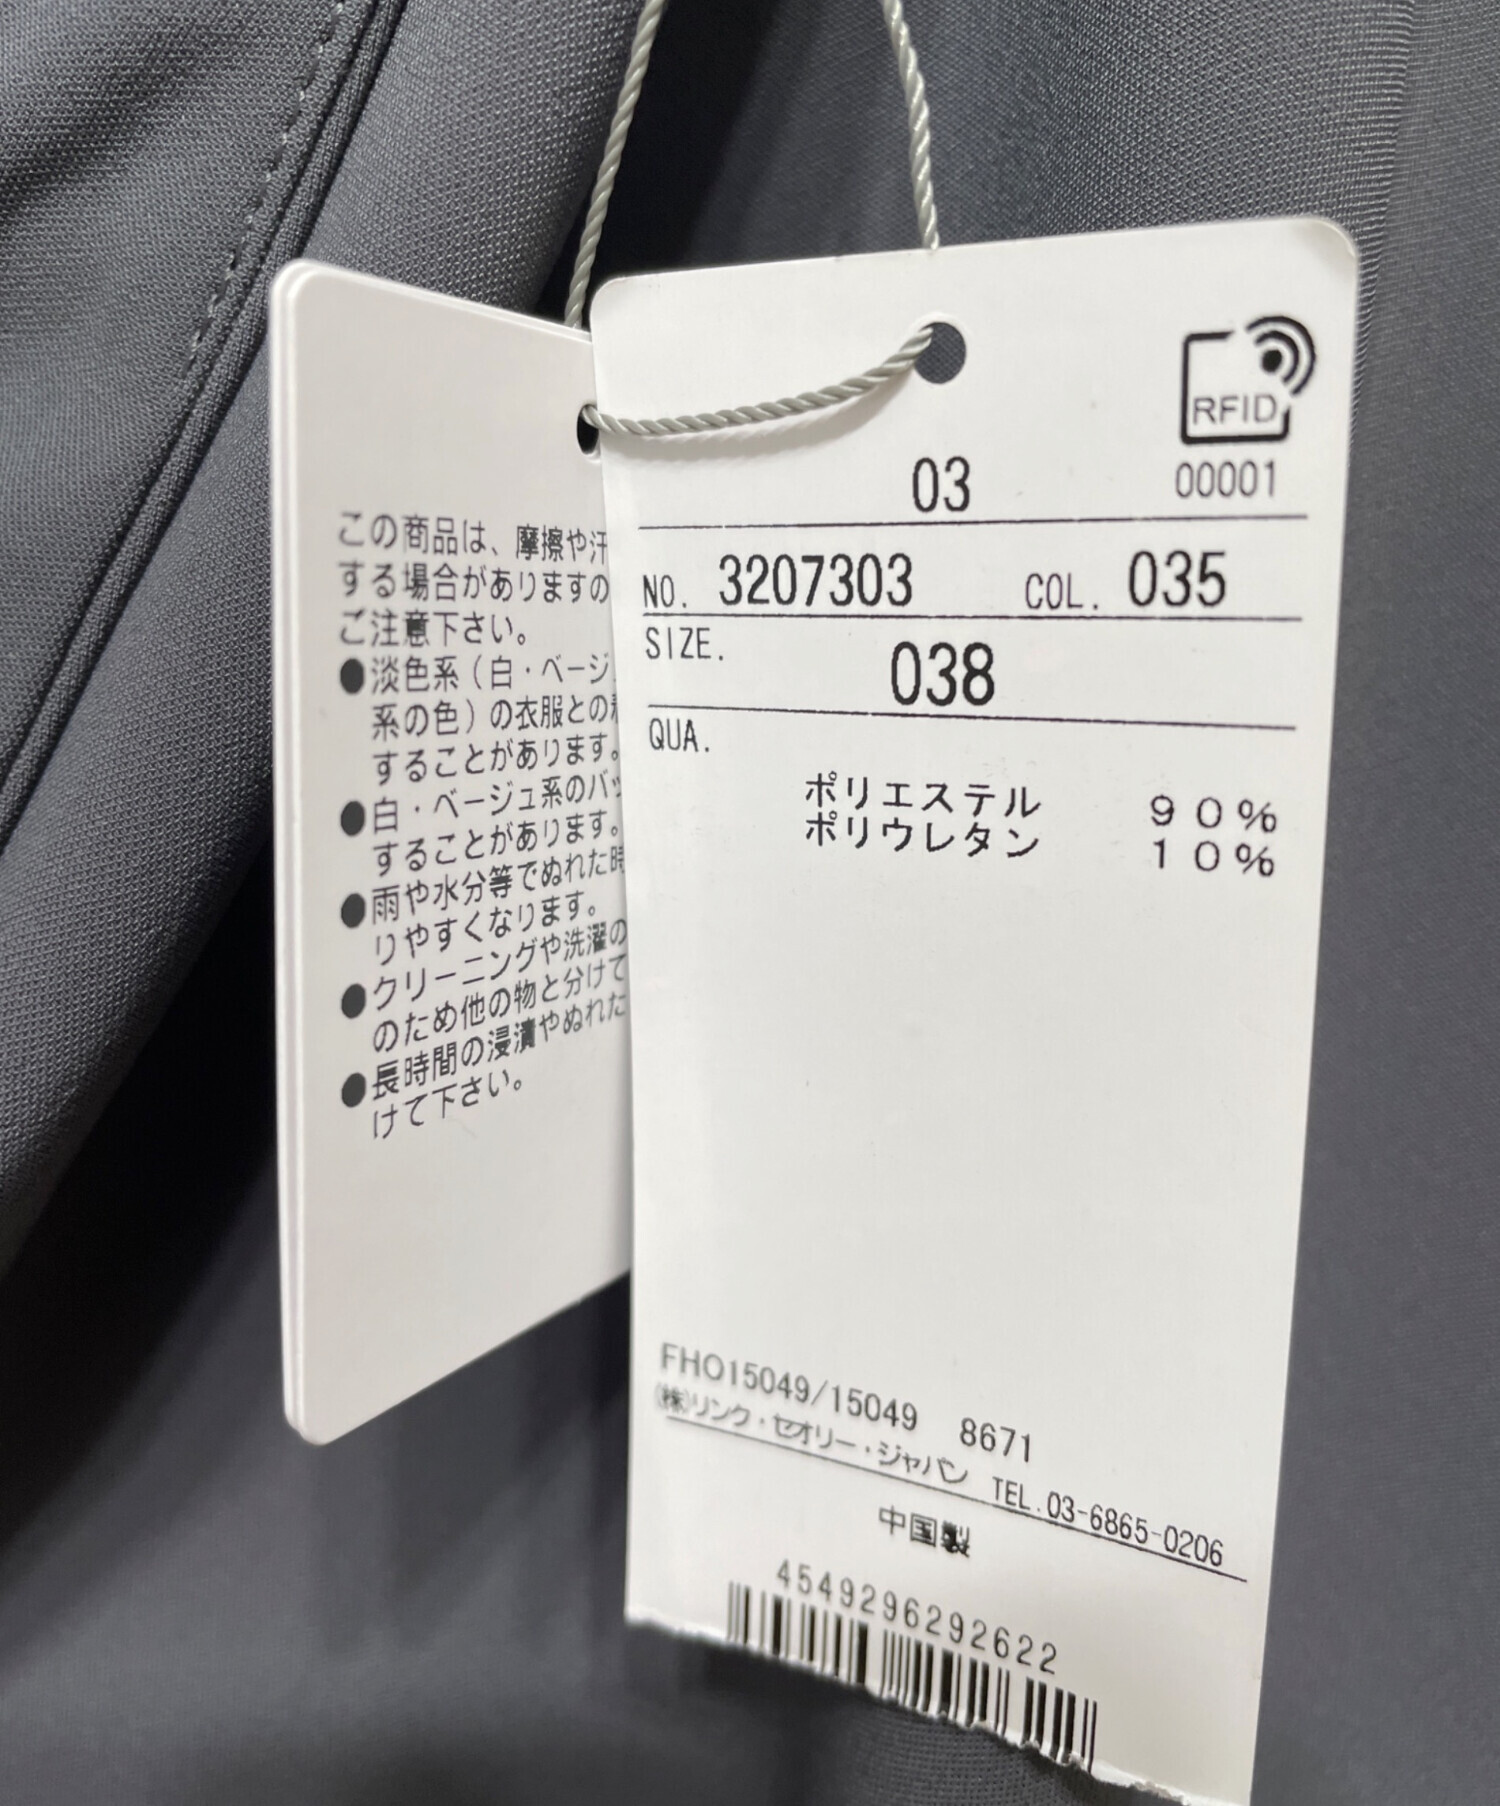 この商品は、摩擦や汗
する場合がありますの
ご注意下さい。
●淡色系(白・ベージ
系の色)の衣服との
することがあります。
●白・ベージュ系のバッ
することがあります。
●雨や水分等でぬれた時
りやすくなります。
●クリーニングや洗濯の
のため他の物と分けて
●長時間の浸漬やぬれた
けて下さい。
RFID
00001
03
NO. 3207303 COL. 035
SIZE. 038
QUA.
ポリエステル 90%
ポリウレタン 10%
FHO15049/15049 8671
(株)リンク・セオリー・ジャパン TEL.03-6865-0206
中国製
4549296292622